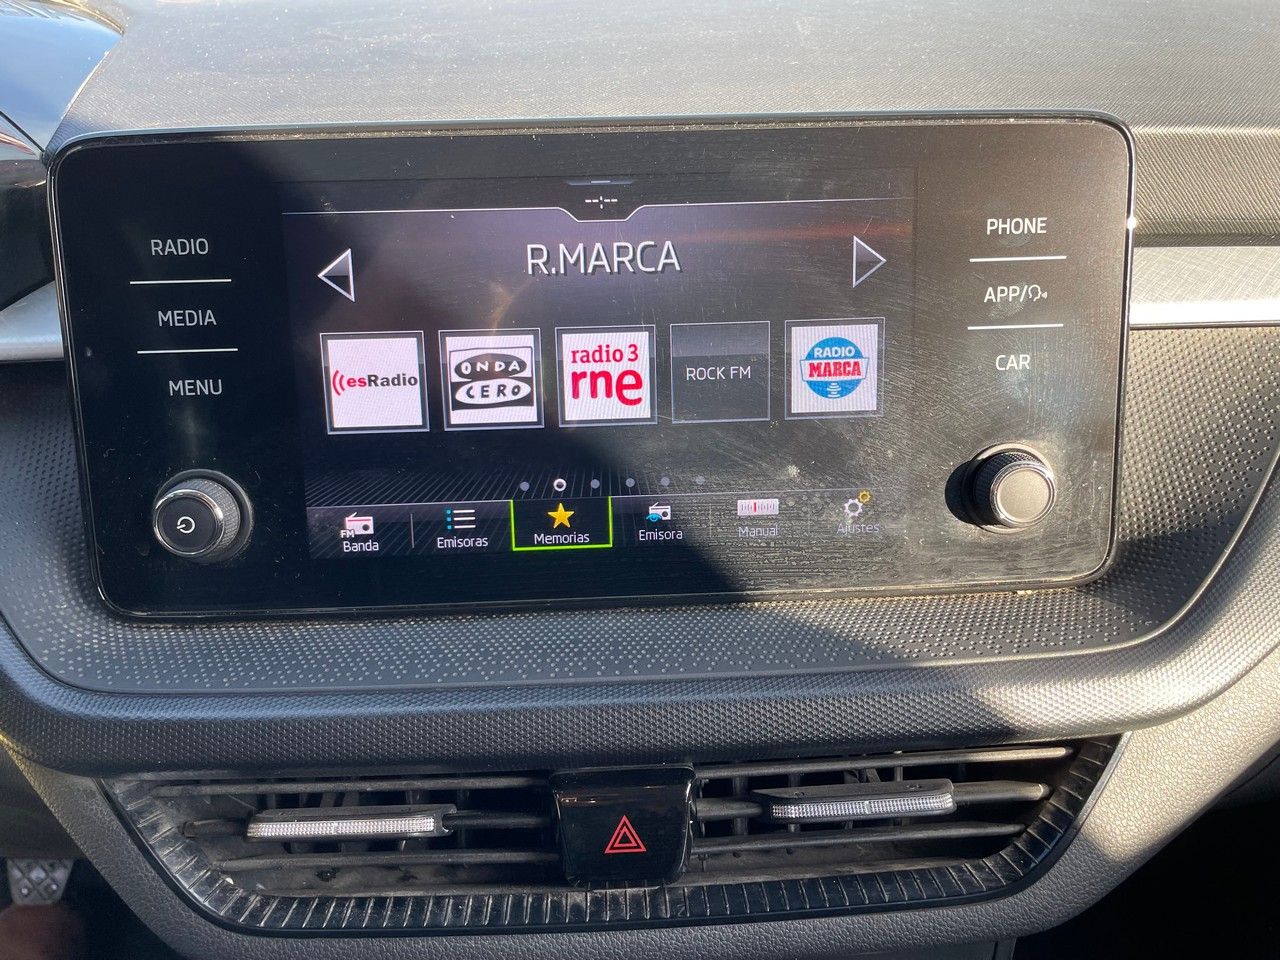 RADIO
MEDIA
MENU
R.MARCA
((esRadio
ONDA
CERO
radio 3
rne
ROCK FM
RADIO
MARCA
FM
Banda
Emisoras
Memorias
Emisora
Manual
Ajustes
PHONE
APP/
CAR